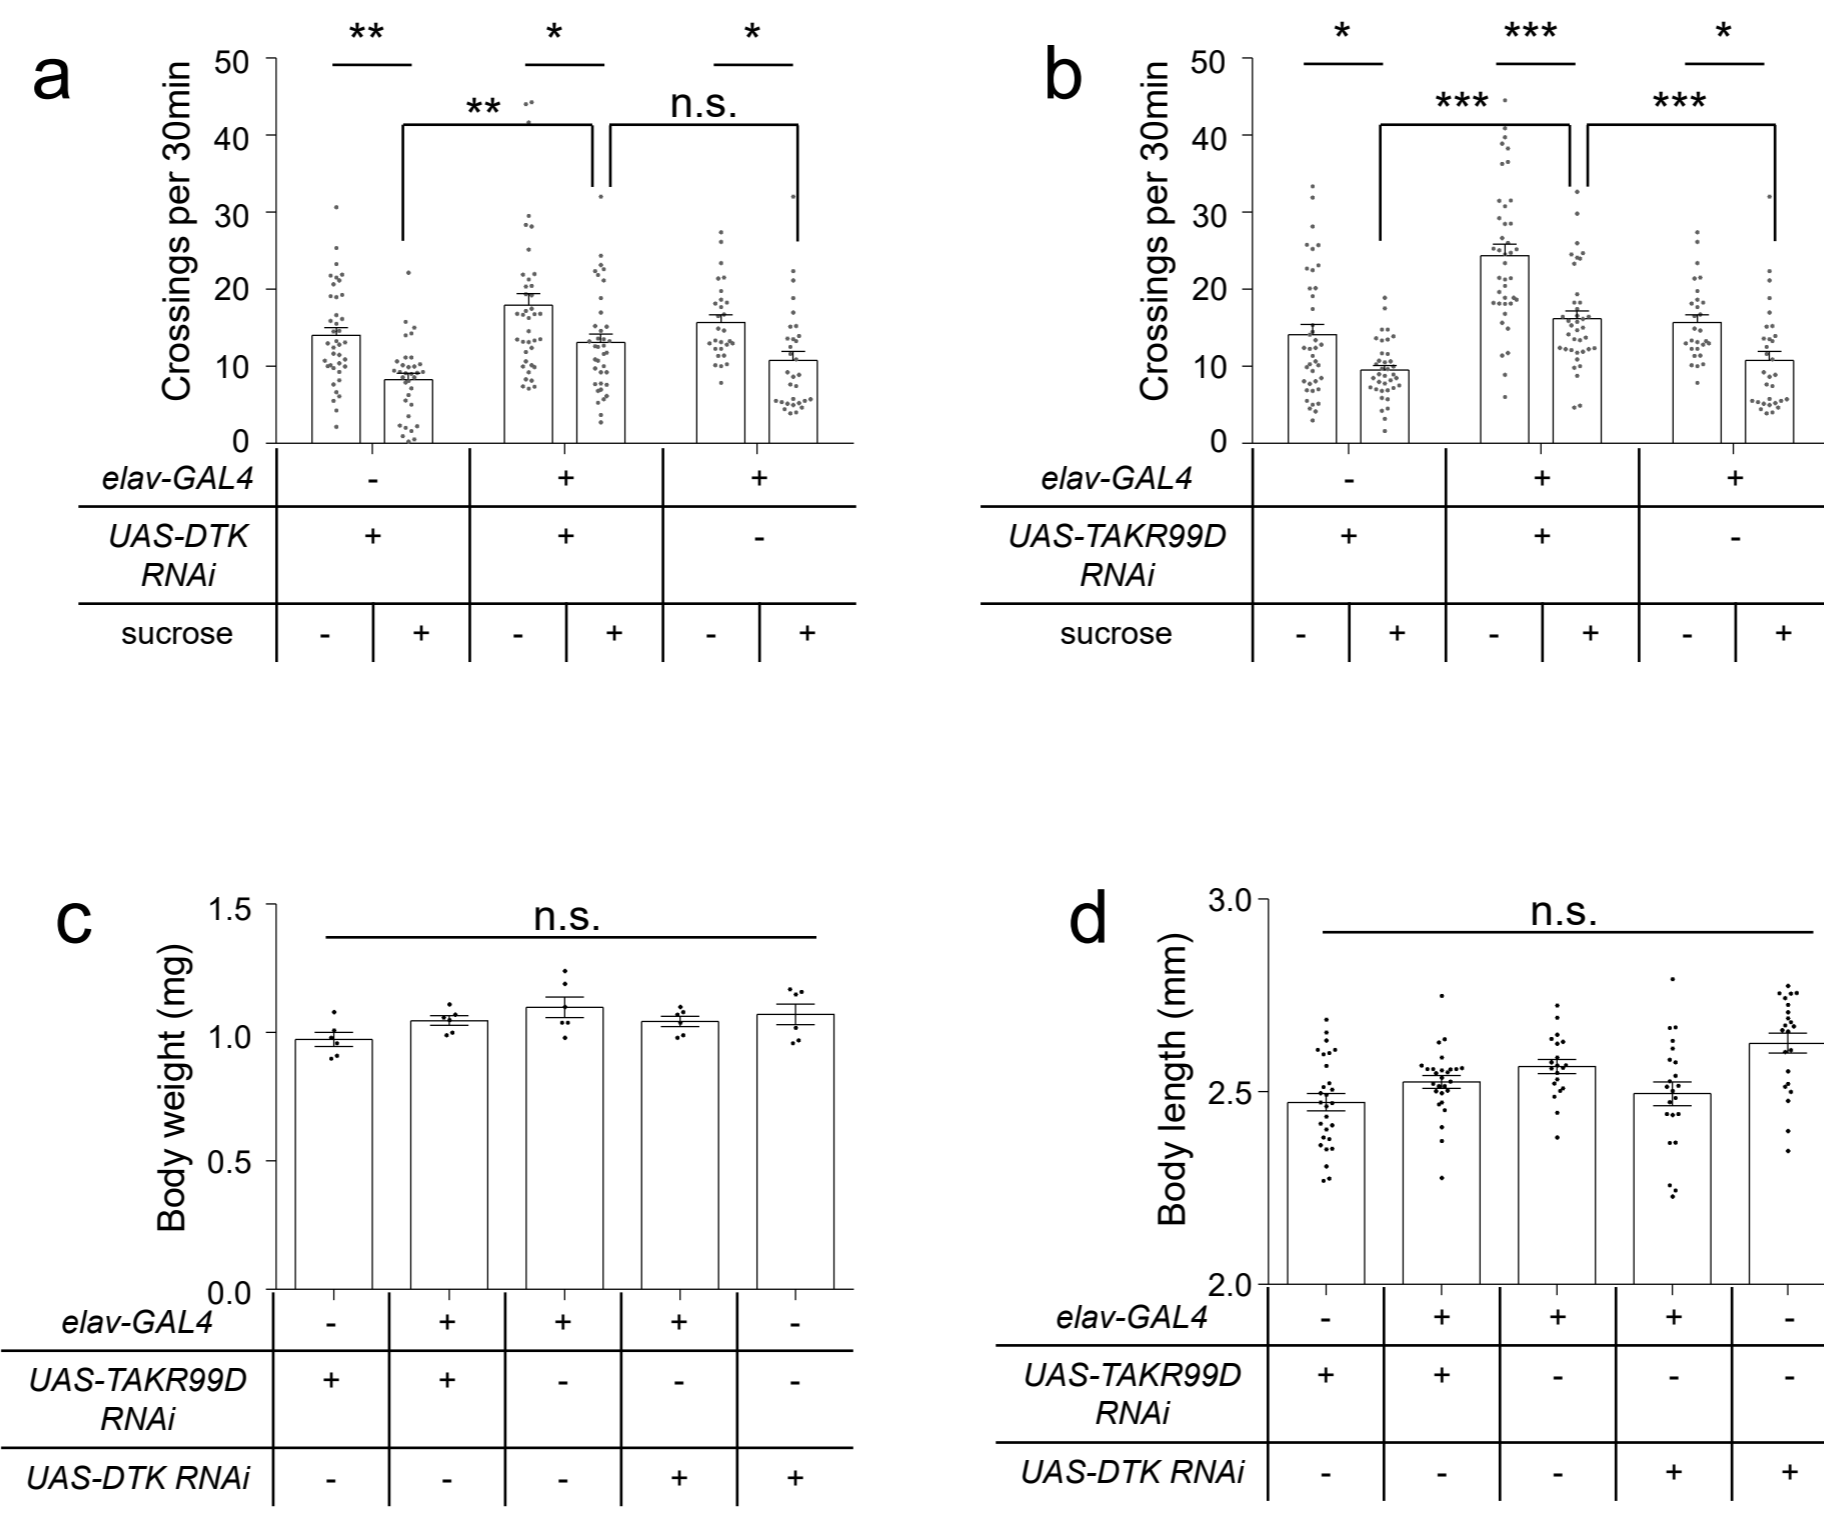 a
** * *
** n.s.
Crossings per 30min
50
40
30
20
10
0
elav-GAL4 - + +
UAS-DTK + + -
RNAi
sucrose - + - + - +
b
* *** *
*** ***
Crossings per 30min
50
40
30
20
10
0
elav-GAL4 - + +
UAS-TAKR99D + + -
RNAi
sucrose - + - + - +
c
n.s.
Body weight (mg)
1.5
1.0
0.5
0.0
elav-GAL4 - + + + -
UAS-TAKR99D + + - - -
RNAi
UAS-DTK RNAi - - - + +
d
n.s.
Body length (mm)
3.0
2.5
2.0
elav-GAL4 - + + + -
UAS-TAKR99D + + - - -
RNAi
UAS-DTK RNAi - - - + +